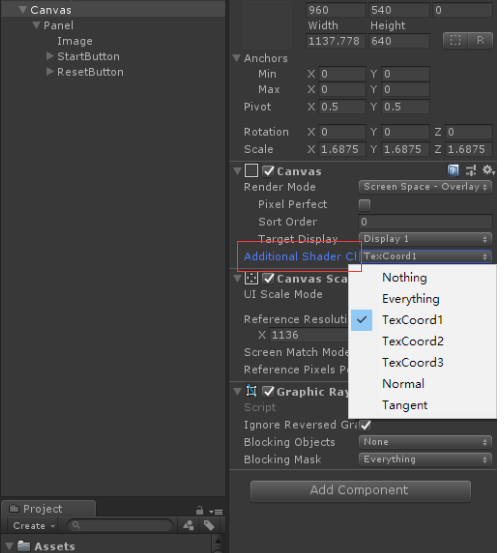 Canvas
Panel
Image
StartButton
ResetButton
960 540 0
Width Height
1137.778 640
R
Anchors
Min X 0 Y 0
Max X 0 Y 0
Pivot X 0.5 Y 0.5
Rotation X 0 Y 0 Z 0
Scale X 1.6875 Y 1.6875 Z 1.6875
Canvas
Render Mode Screen Space - Overlay
Pixel Perfect
Sort Order 0
Target Display Display 1
Additional Shader Ch TexCoord1
Nothing
Everything
TexCoord1
TexCoord2
TexCoord3
Normal
Tangent
Canvas Sca
UI Scale Mode
Reference Resoluti
X 1136
Screen Match Mode
Reference Pixels Pe
Graphic Ray
Script
Ignore Reversed Gra
Blocking Objects None
Blocking Mask Everything
Add Component
Project
Create
Assets